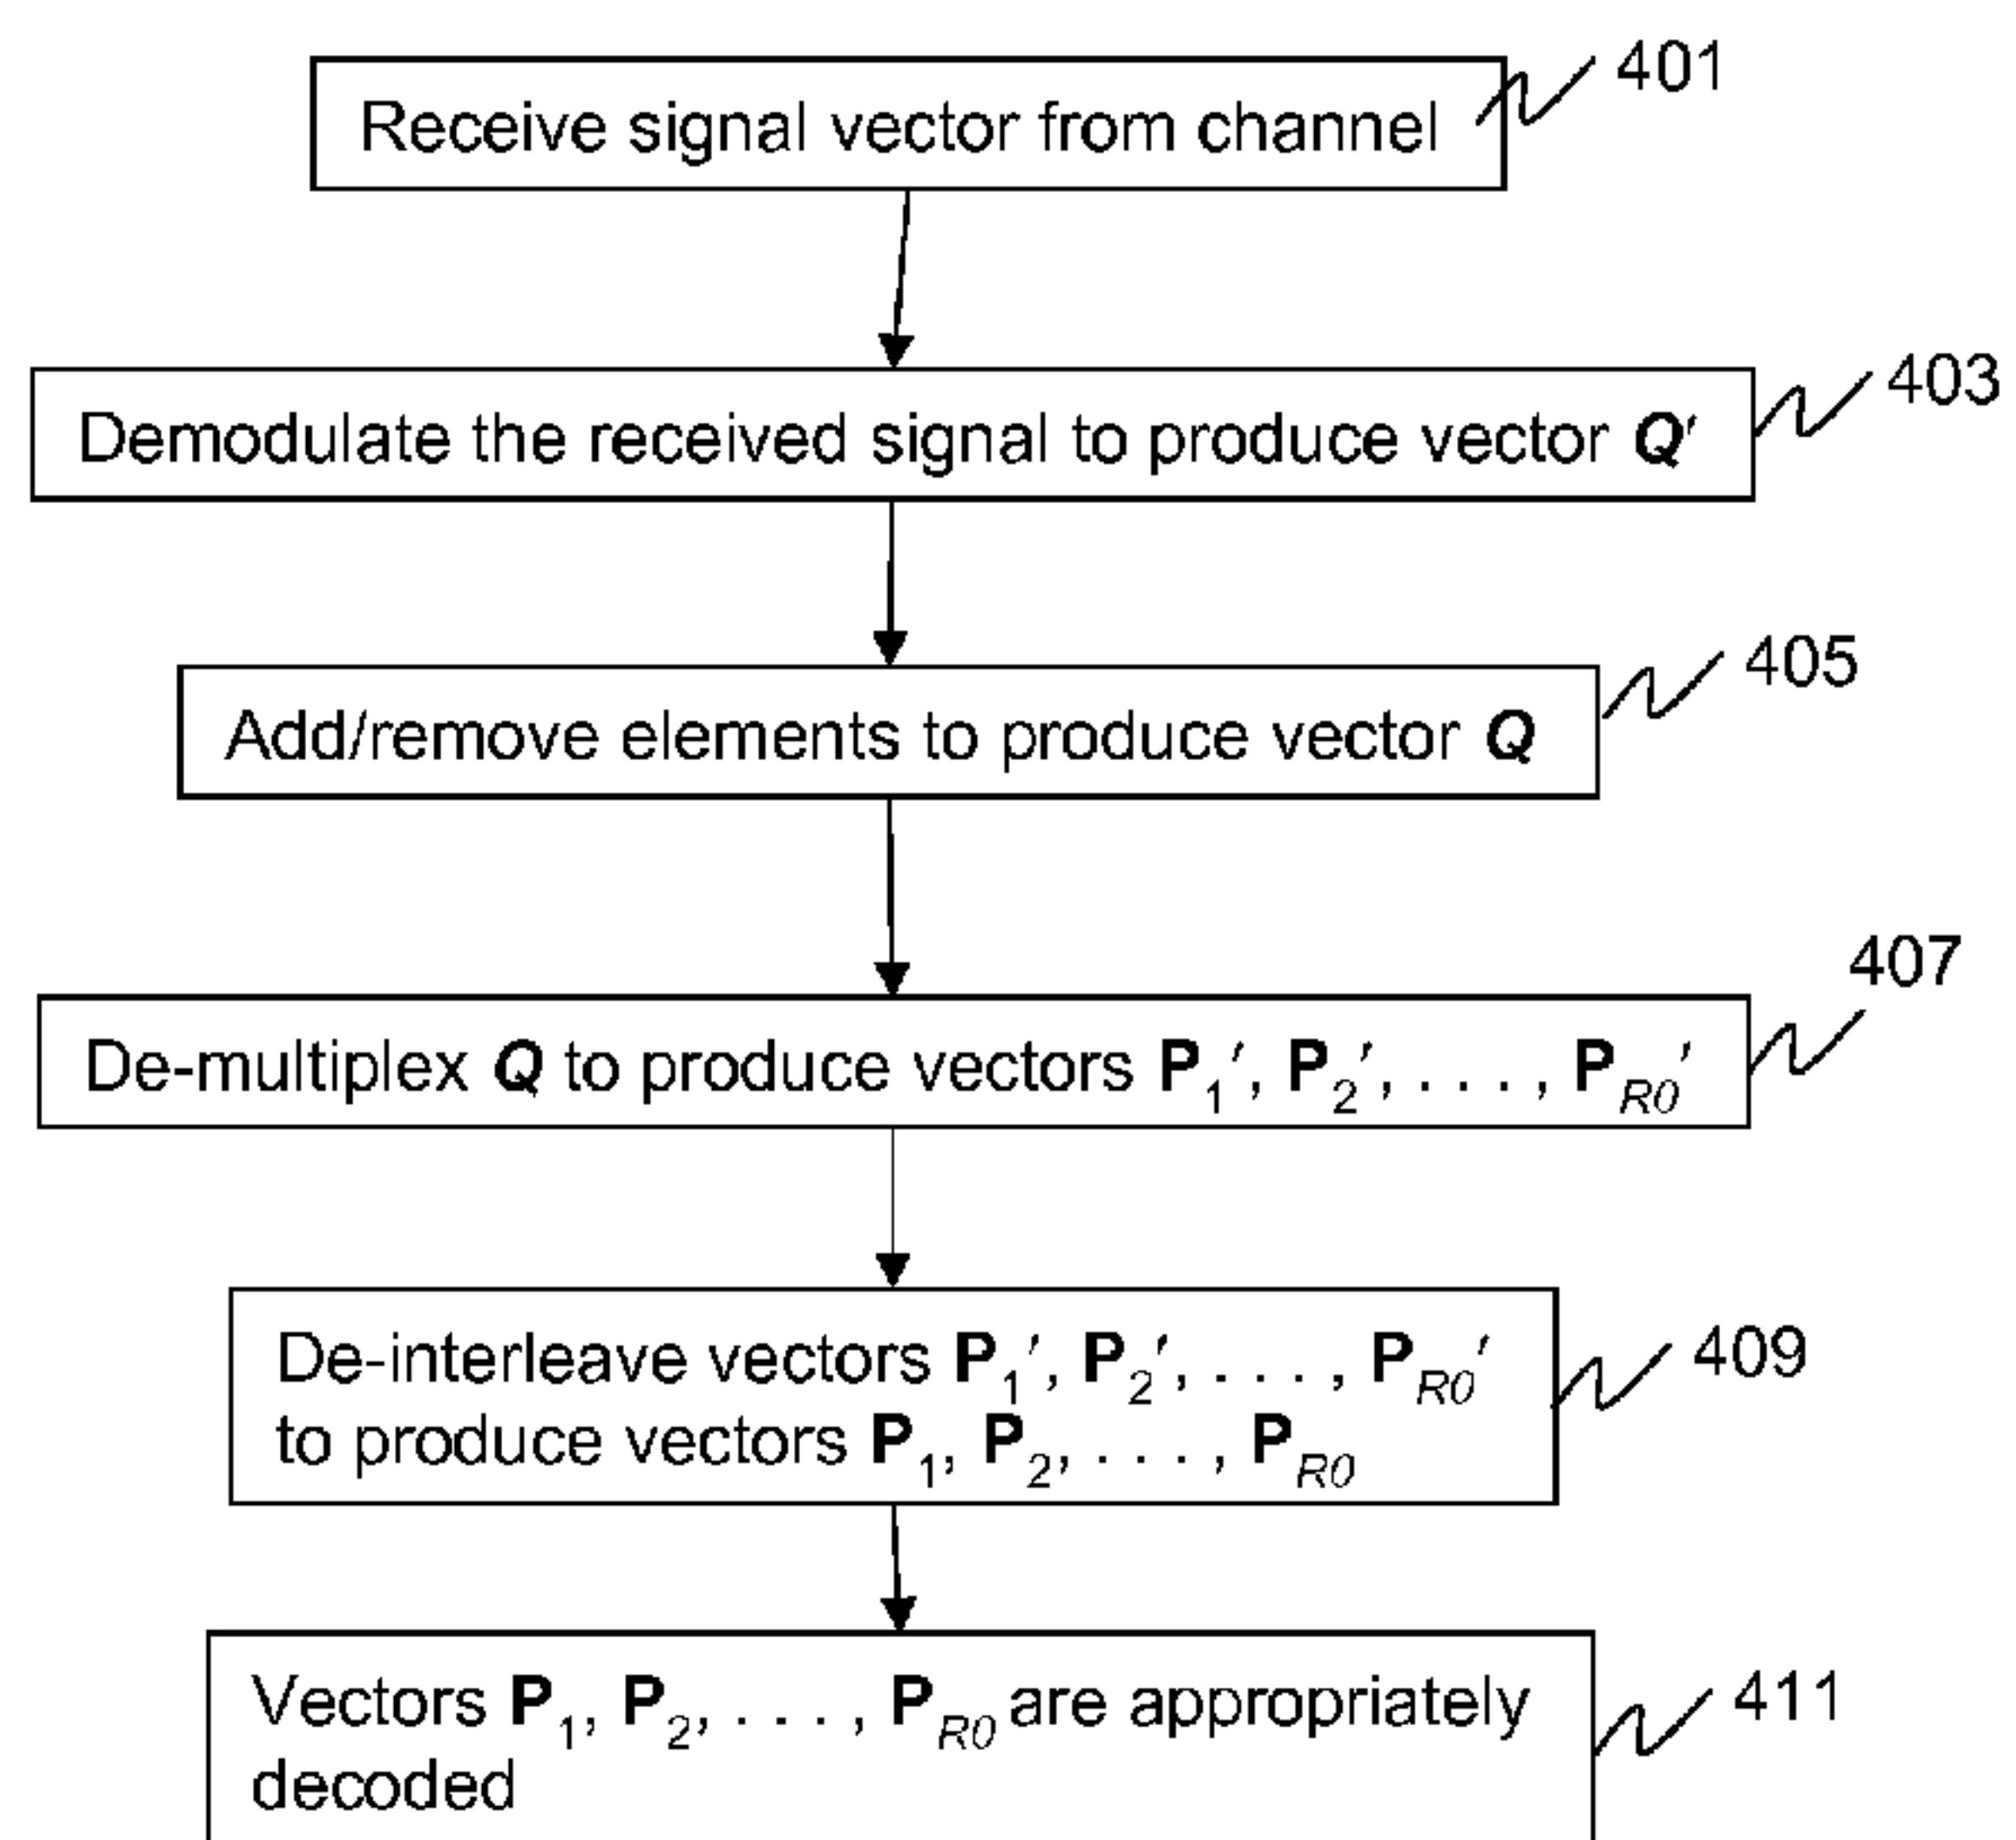 401
Receive signal vector from channel
403
Demodulate the received signal to produce vector Q'
405
Add/remove elements to produce vector Q
407
De-multiplex Q to produce vectors P1', P2', . . . , PR0'
409
De-interleave vectors P1', P2', . . . , PR0'
to produce vectors P1, P2, . . . , PR0
411
Vectors P1, P2, . . . , PR0 are appropriately
decoded